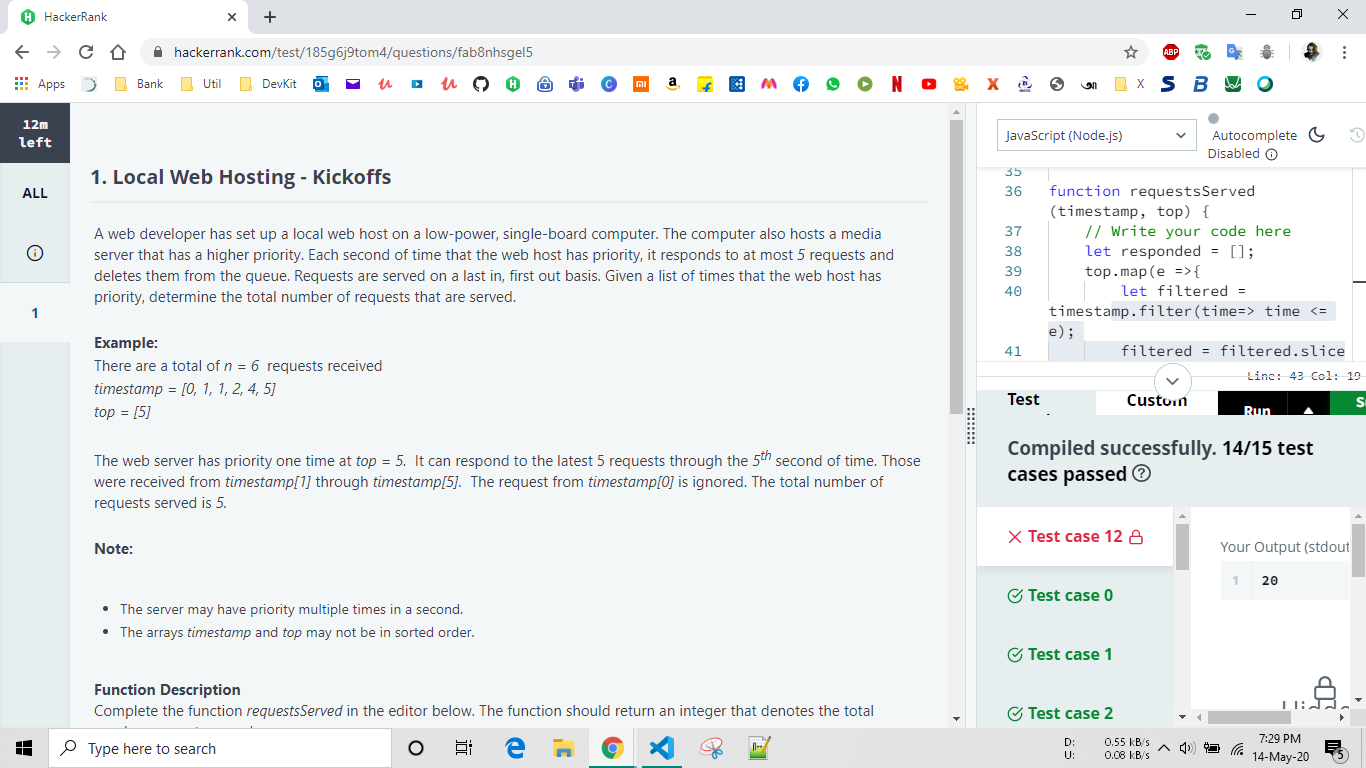 HackerRank
hackerrank.com/test/185g6j9tom4/questions/fab8nhsgel5
ABP
Apps Bank Util DevKit X
12m
left
ALL
1
1. Local Web Hosting - Kickoffs
A web developer has set up a local web host on a low-power, single-board computer. The computer also hosts a media
server that has a higher priority. Each second of time that the web host has priority, it responds to at most 5 requests and
deletes them from the queue. Requests are served on a last in, first out basis. Given a list of times that the web host has
priority, determine the total number of requests that are served.
Example:
There are a total of n = 6 requests received
timestamp = [0, 1, 1, 2, 4, 5]
top = [5]
The web server has priority one time at top = 5. It can respond to the latest 5 requests through the 5th second of time. Those
were received from timestamp[1] through timestamp[5]. The request from timestamp[0] is ignored. The total number of
requests served is 5.
Note:
• The server may have priority multiple times in a second.
• The arrays timestamp and top may not be in sorted order.
Function Description
Complete the function requestsServed in the editor below. The function should return an integer that denotes the total
JavaScript (Node.js)
Autocomplete
Disabled
35
36 function requestsServed
(timestamp, top) {
37 // Write your code here
38 let responded = [];
39 top.map(e =>{
40 let filtered =
timestamp.filter(time=> time <=
e);
41 filtered = filtered.slice
Line: 43 Col: 19
Test
Custom
Run
Compiled successfully. 14/15 test
cases passed
Test case 12
Test case 0
Test case 1
Test case 2
Your Output (stdout
1 20
Type here to search
D: 0.55 kB/s
U: 0.08 kB/s
7:29 PM
14-May-20
5